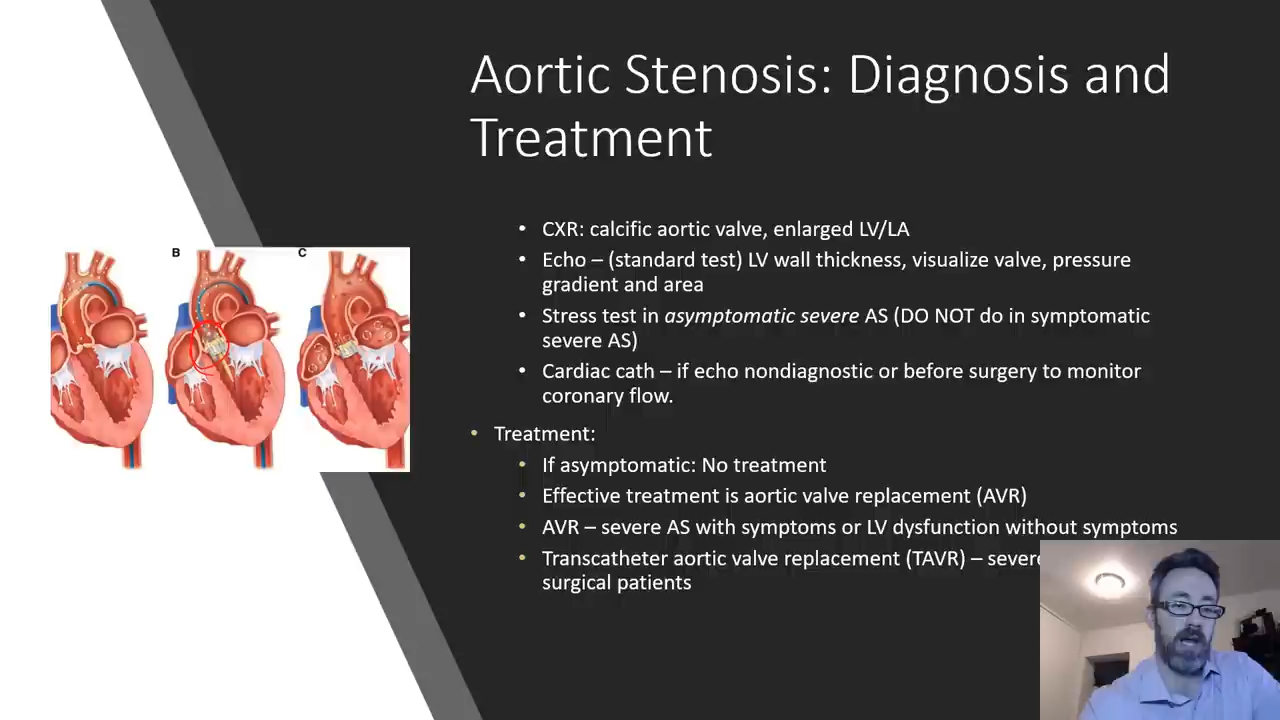 Aortic Stenosis: Diagnosis and
Treatment
B
C
• CXR: calcific aortic valve, enlarged LV/LA
• Echo – (standard test) LV wall thickness, visualize valve, pressure
gradient and area
• Stress test in asymptomatic severe AS (DO NOT do in symptomatic
severe AS)
• Cardiac cath – if echo nondiagnostic or before surgery to monitor
coronary flow.
• Treatment:
• If asymptomatic: No treatment
• Effective treatment is aortic valve replacement (AVR)
• AVR – severe AS with symptoms or LV dysfunction without symptoms
• Transcatheter aortic valve replacement (TAVR) – severe
surgical patients